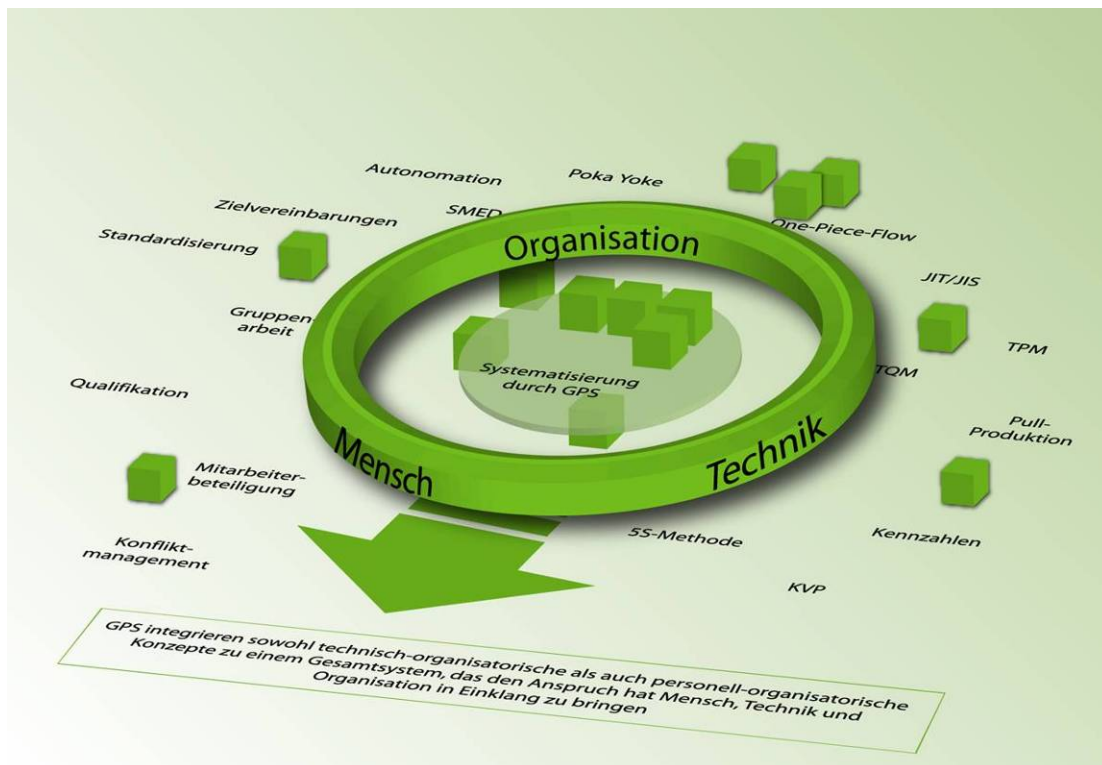 Autonomation
Poka Yoke
Zielvereinbarungen
SMED
One-Piece-Flow
Standardisierung
Organisation
JIT/JIS
Gruppen-
arbeit
TPM
TQM
Systematisierung
durch GPS
Qualifikation
Pull-
Produktion
Mensch
Technik
Mitarbeiter-
beteiligung
5S-Methode
Kennzahlen
Konflikt-
management
KVP
GPS integrieren sowohl technisch-organisatorische als auch personell-organisatorische
Konzepte zu einem Gesamtsystem, das den Anspruch hat Mensch, Technik und
Organisation in Einklang zu bringen